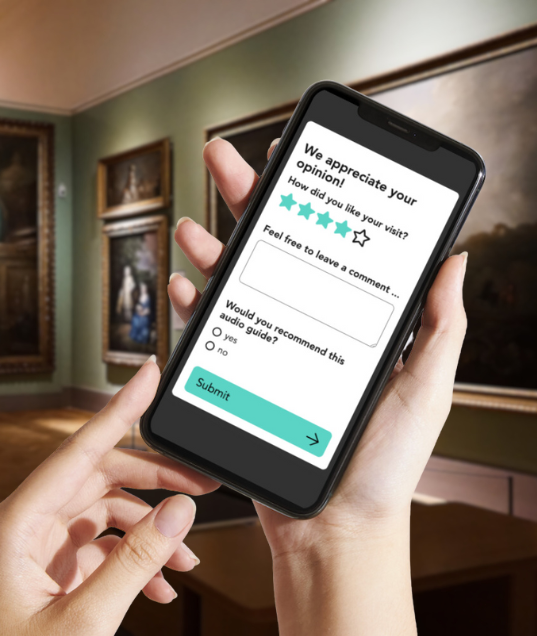 We appreciate your
opinion!
How did you like your visit?
Feel free to leave a comment ...
Would you recommend this
audio guide?
yes
no
Submit